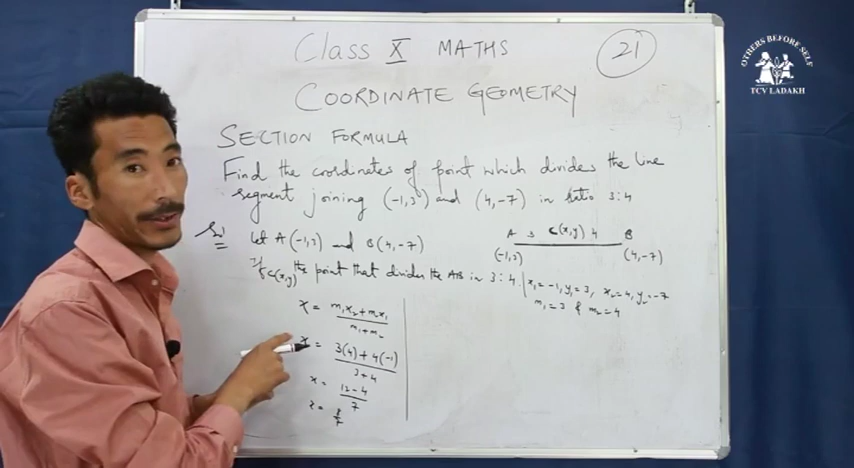 Class X MATHS
21
COORDINATE GEOMETRY
SECTION FORMULA
Find the coordinates of point which divides the line
segment joining (-1,3) and (4,-7) in ratio 3:4
Let A(-1,3) and B(4,-7)
A 3 C(x,y) 4 B
(-1,3) (4,-7)
If C(x,y) the point that divides the AB in 3:4.
x₁=-1, y₁=3, x₂=4, y₂=-7
m₁=3 & m₂=4
x = m₁x₂+m₂x₁
m₁+m₂
x = 3(4)+4(-1)
3+4
x = 12-4
7
x = 8
7
OTHERS BEFORE SELF
TCV LADAKH